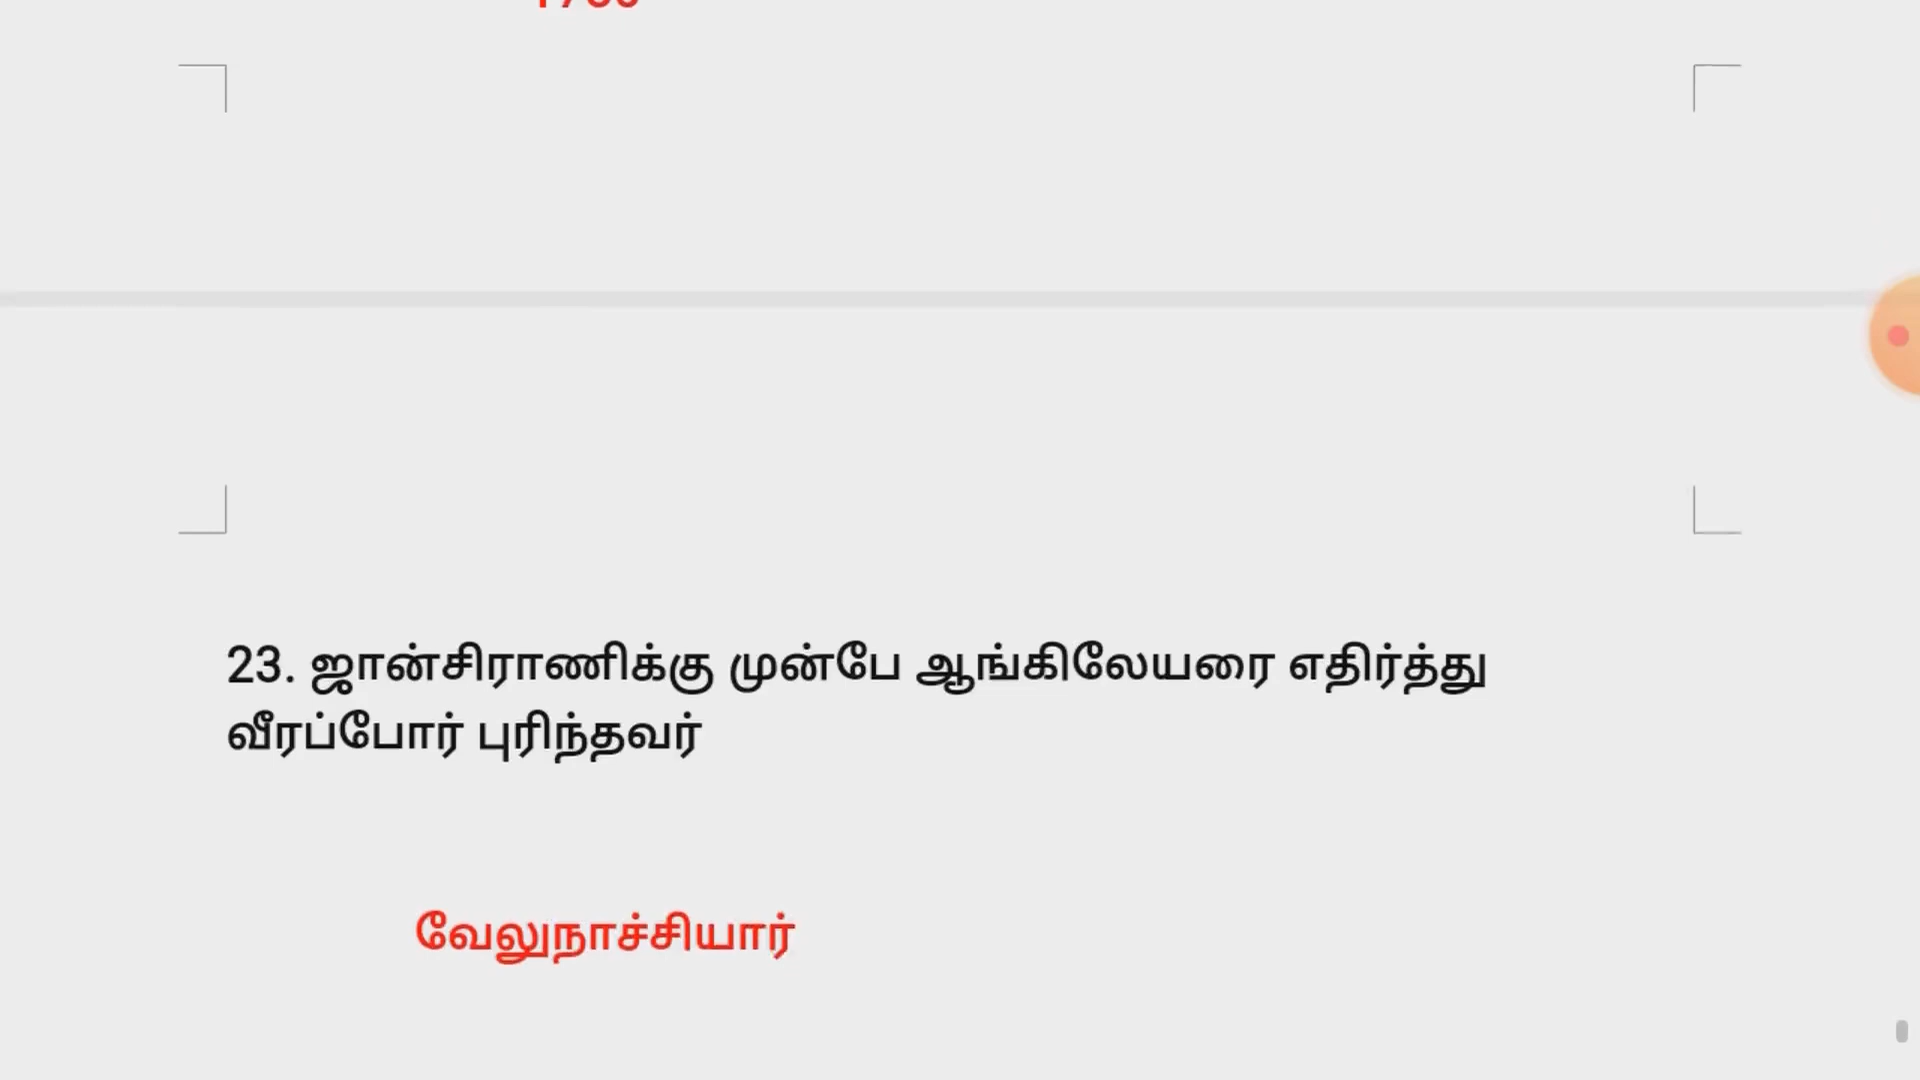 23. ஜான்சிராணிக்கு முன்பே ஆங்கிலேயரை எதிர்த்து
வீரப்போர் புரிந்தவர்
வேலுநாச்சியார்